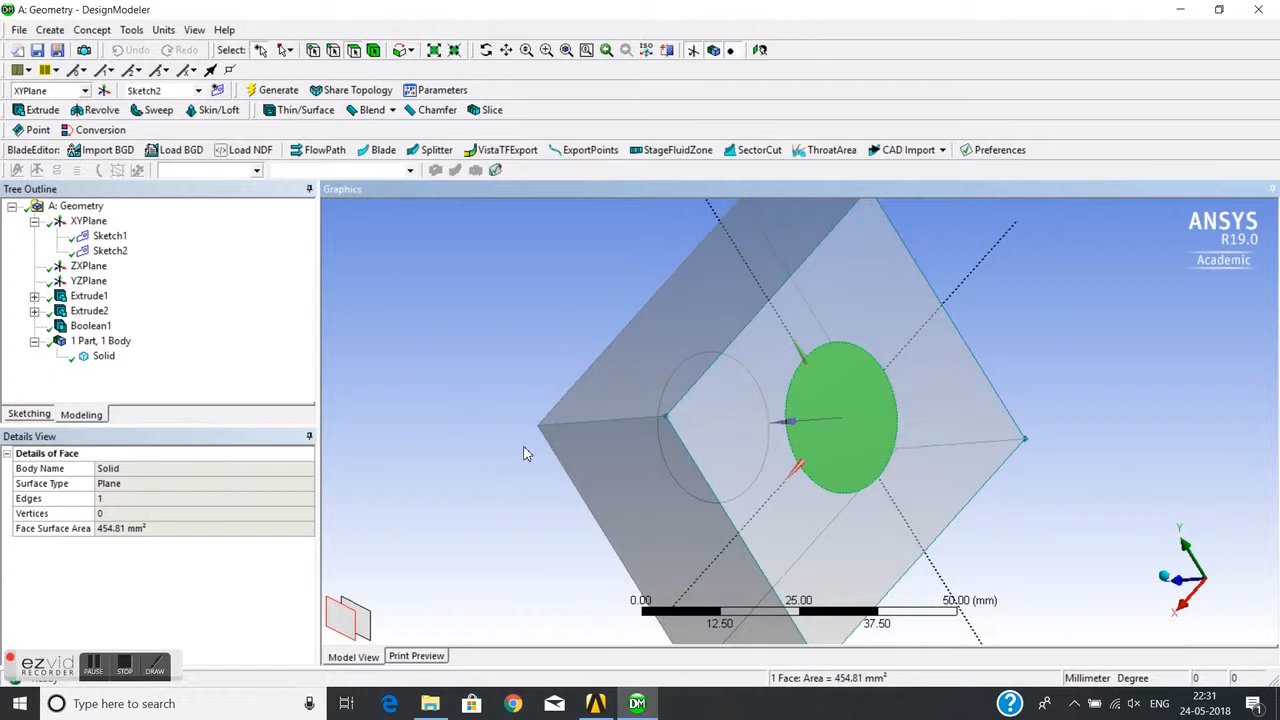 A: Geometry - DesignModeler
File Create Concept Tools Units View Help
Undo Redo Select:
XYPlane Sketch2 Generate Share Topology Parameters
Extrude Revolve Sweep Skin/Loft Thin/Surface Blend Chamfer Slice
Point Conversion
BladeEditor: Import BGD Load BGD Load NDF FlowPath Blade Splitter VistaTFExport ExportPoints StageFluidZone SectorCut ThroatArea CAD Import Preferences
Tree Outline
A: Geometry
XYPlane
Sketch1
Sketch2
ZXPlane
YZPlane
Extrude1
Extrude2
Boolean1
1 Part, 1 Body
Solid
Sketching Modeling
Details View
Details of Face
Body Name Solid
Surface Type Plane
Edges 1
Vertices 0
Face Surface Area 454.81 mm²
Graphics
ANSYS
R19.0
Academic
Y
X
0.00 25.00 50.00 (mm)
12.50 37.50
Model View Print Preview
ezvid
RECORDER
PAUSE STOP DRAW
1 Face: Area = 454.81 mm² Millimeter Degree 0 0
Type here to search
DM
ENG
22:31
24-05-2018